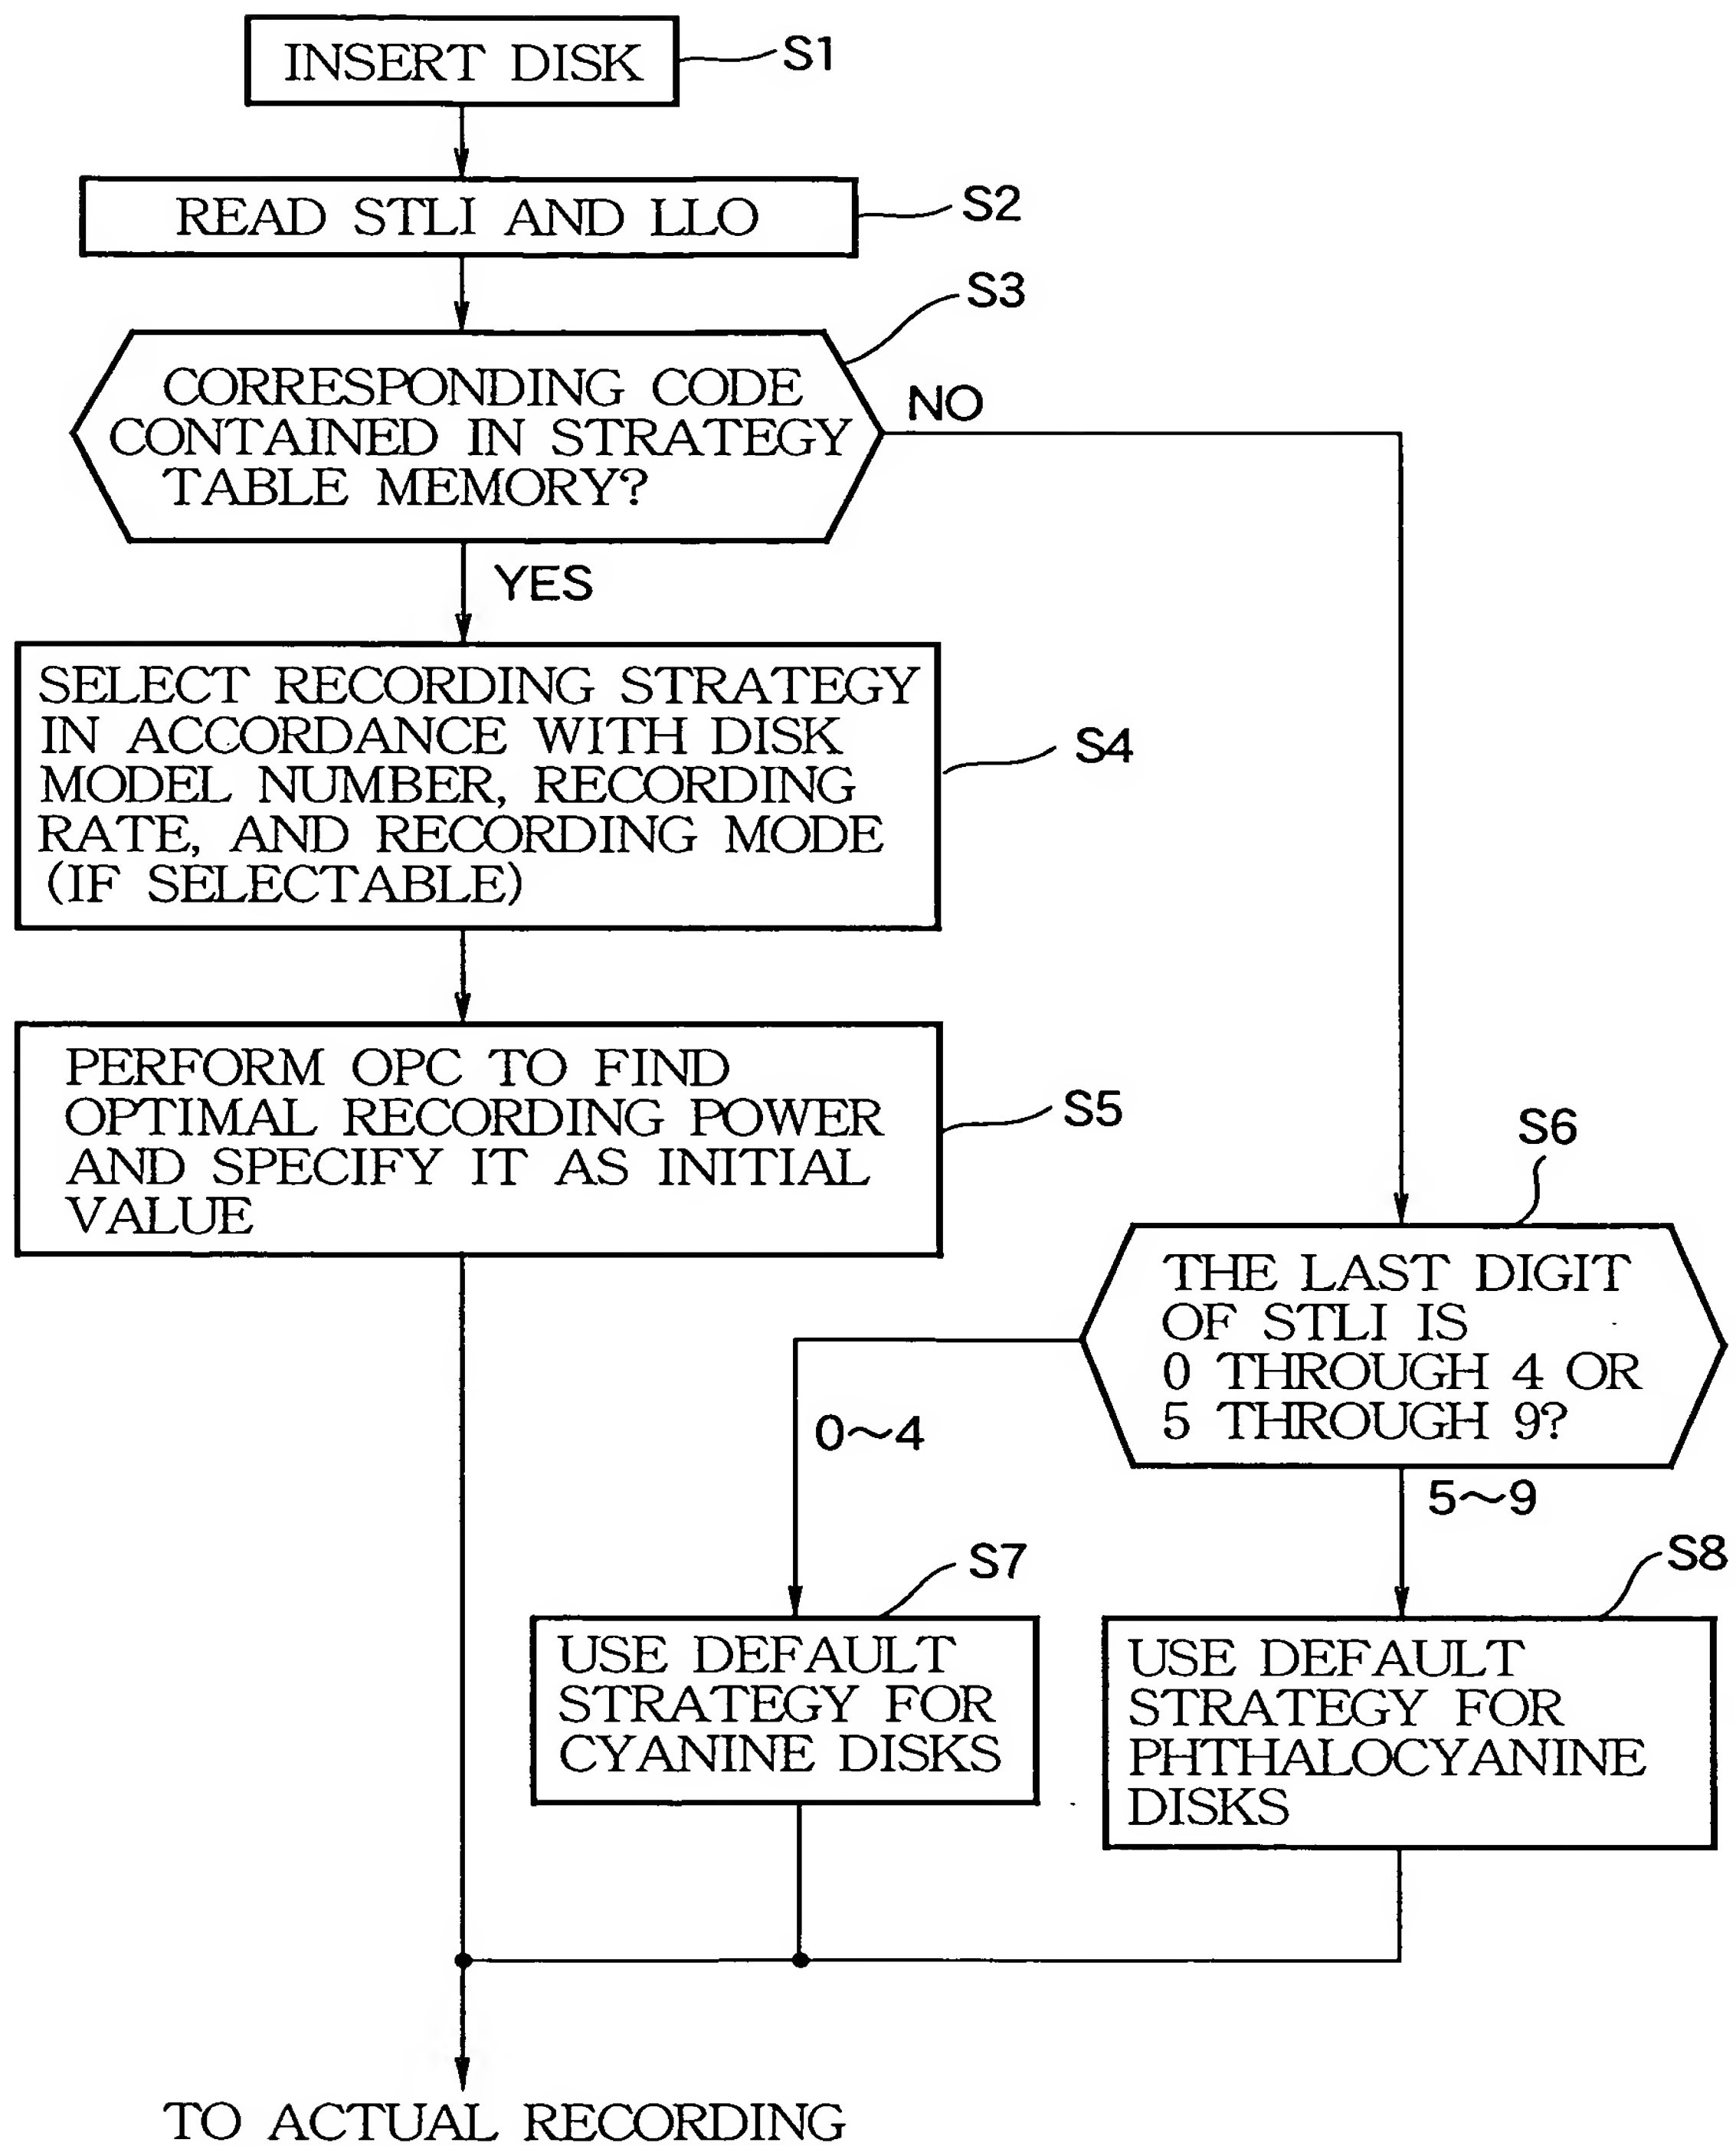 INSERT DISK
S1
READ STLI AND LLO
S2
S3
CORRESPONDING CODE
CONTAINED IN STRATEGY
TABLE MEMORY?
NO
YES
SELECT RECORDING STRATEGY
IN ACCORDANCE WITH DISK
MODEL NUMBER, RECORDING
RATE, AND RECORDING MODE
(IF SELECTABLE)
S4
PERFORM OPC TO FIND
OPTIMAL RECORDING POWER
AND SPECIFY IT AS INITIAL
VALUE
S5
S6
THE LAST DIGIT
OF STLI IS
0 THROUGH 4 OR
5 THROUGH 9?
0~4
5~9
S7
USE DEFAULT
STRATEGY FOR
CYANINE DISKS
S8
USE DEFAULT
STRATEGY FOR
PHTHALOCYANINE
DISKS
TO ACTUAL RECORDING